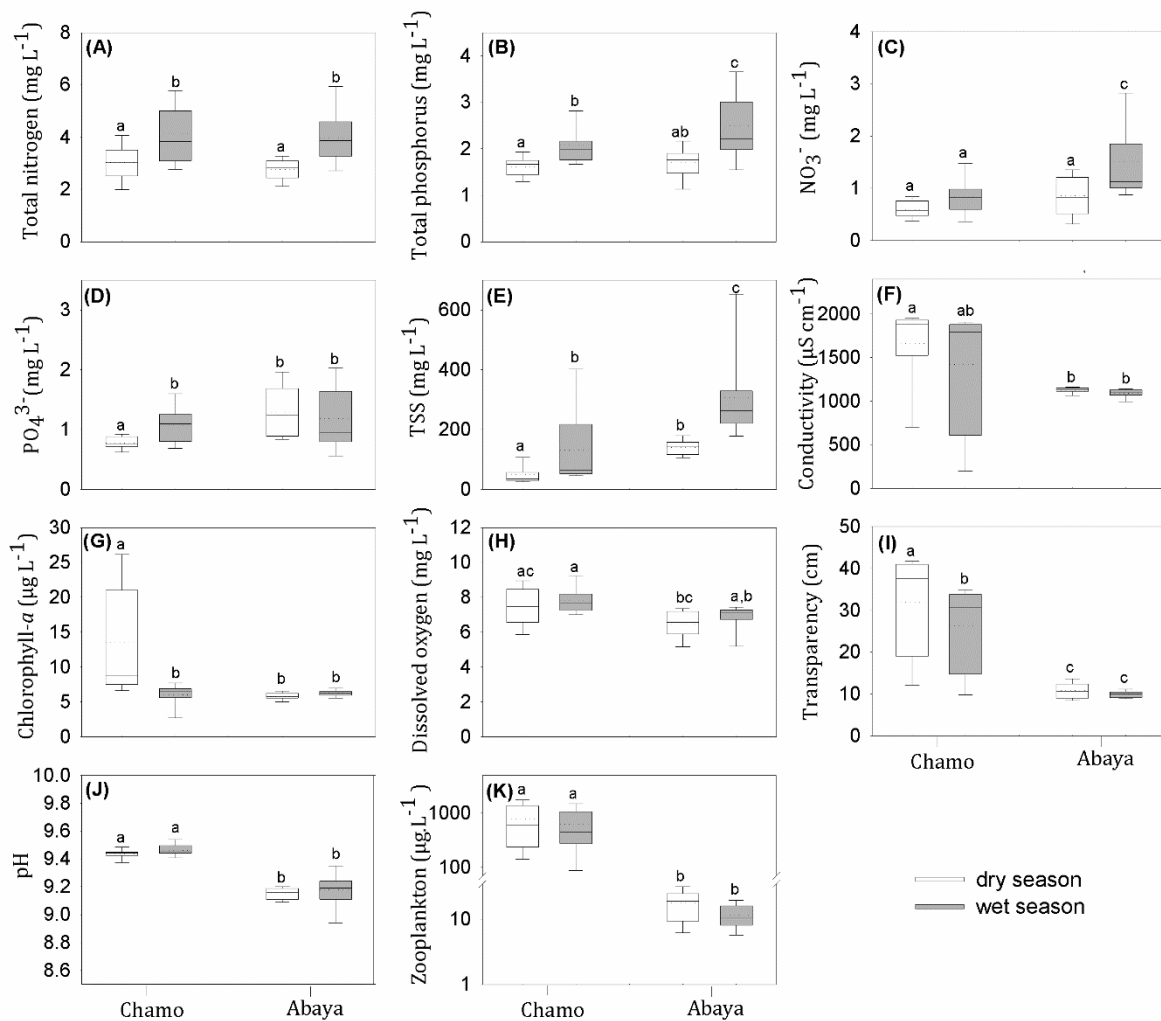 (A)
Total nitrogen (mg L⁻¹)
8
6
4
2
0
a
b
a
b
(B)
Total phosphorus (mg L⁻¹)
4
3
2
1
0
a
b
ab
c
(C)
NO₃⁻ (mg L⁻¹)
4
3
2
1
0
a
a
a
c
(D)
PO₄³⁻(mg L⁻¹)
3
2
1
0
a
b
b
b
(E)
TSS (mg L⁻¹)
600
400
200
0
a
b
b
c
(F)
Conductivity (µS cm⁻¹)
2000
1500
1000
500
0
a
ab
b
b
(G)
Chlorophyll-a (µg L⁻¹)
30
25
20
15
10
5
0
a
b
b
b
(H)
Dissolved oxygen (mg L⁻¹)
12
10
8
6
4
2
0
ac
a
bc
a,b
(I)
Transparency (cm)
50
40
30
20
10
0
a
b
c
c
Chamo
Abaya
(J)
pH
10.0
9.8
9.6
9.4
9.2
9.0
8.8
8.6
a
a
b
b
Chamo
Abaya
(K)
Zooplankton (µg.L⁻¹)
1000
100
10
1
a
a
b
b
Chamo
Abaya
dry season
wet season